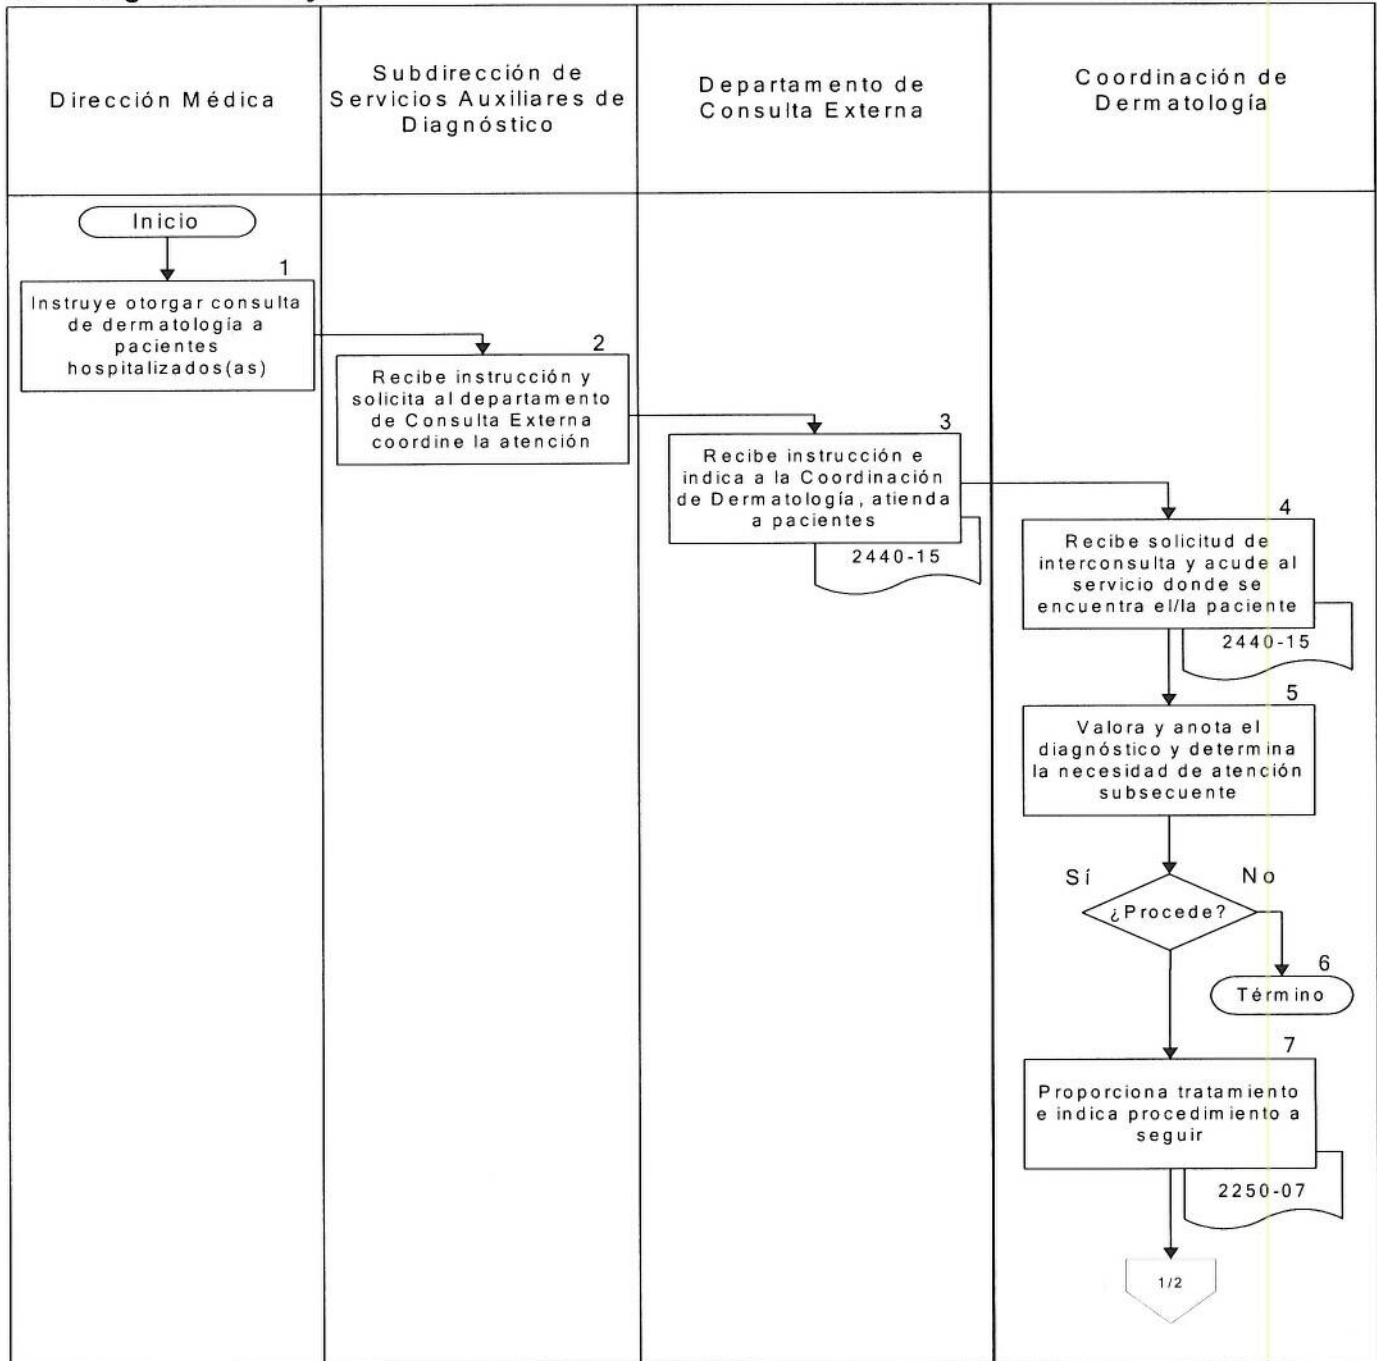 Dirección Médica
Subdirección de
Servicios Auxiliares de
Diagnóstico
Departamento de
Consulta Externa
Coordinación de
Dermatología
Inicio
1
Instruye otorgar consulta
de dermatología a
pacientes
hospitalizados(as)
2
Recibe instrucción y
solicita al departamento
de Consulta Externa
coordine la atención
3
Recibe instrucción e
indica a la Coordinación
de Dermatología, atienda
a pacientes
2440-15
4
Recibe solicitud de
interconsulta y acude al
servicio donde se
encuentra el/la paciente
2440-15
5
Valora y anota el
diagnóstico y determina
la necesidad de atención
subsecuente
Sí
No
¿Procede?
6
Término
7
Proporciona tratamiento
e indica procedimiento a
seguir
2250-07
1/2